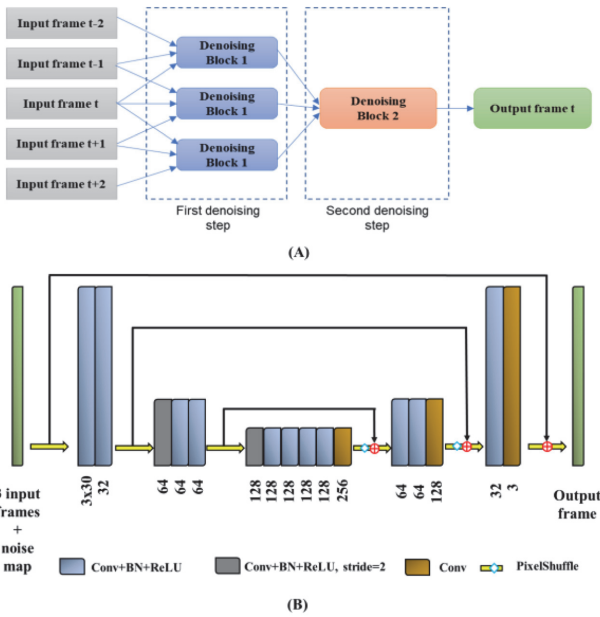 Input frame t-2
Input frame t-1
Input frame t
Input frame t+1
Input frame t+2
Denoising
Block 1
Denoising
Block 1
Denoising
Block 1
Denoising
Block 2
Output frame t
First denoising
step
Second denoising
step
(A)
3x30
32
64
64
64
128
128
128
128
128
256
64
64
128
32
3
3 input
frames
+
noise
map
Output
frame
Conv+BN+ReLU
Conv+BN+ReLU, stride=2
Conv
PixelShuffle
(B)